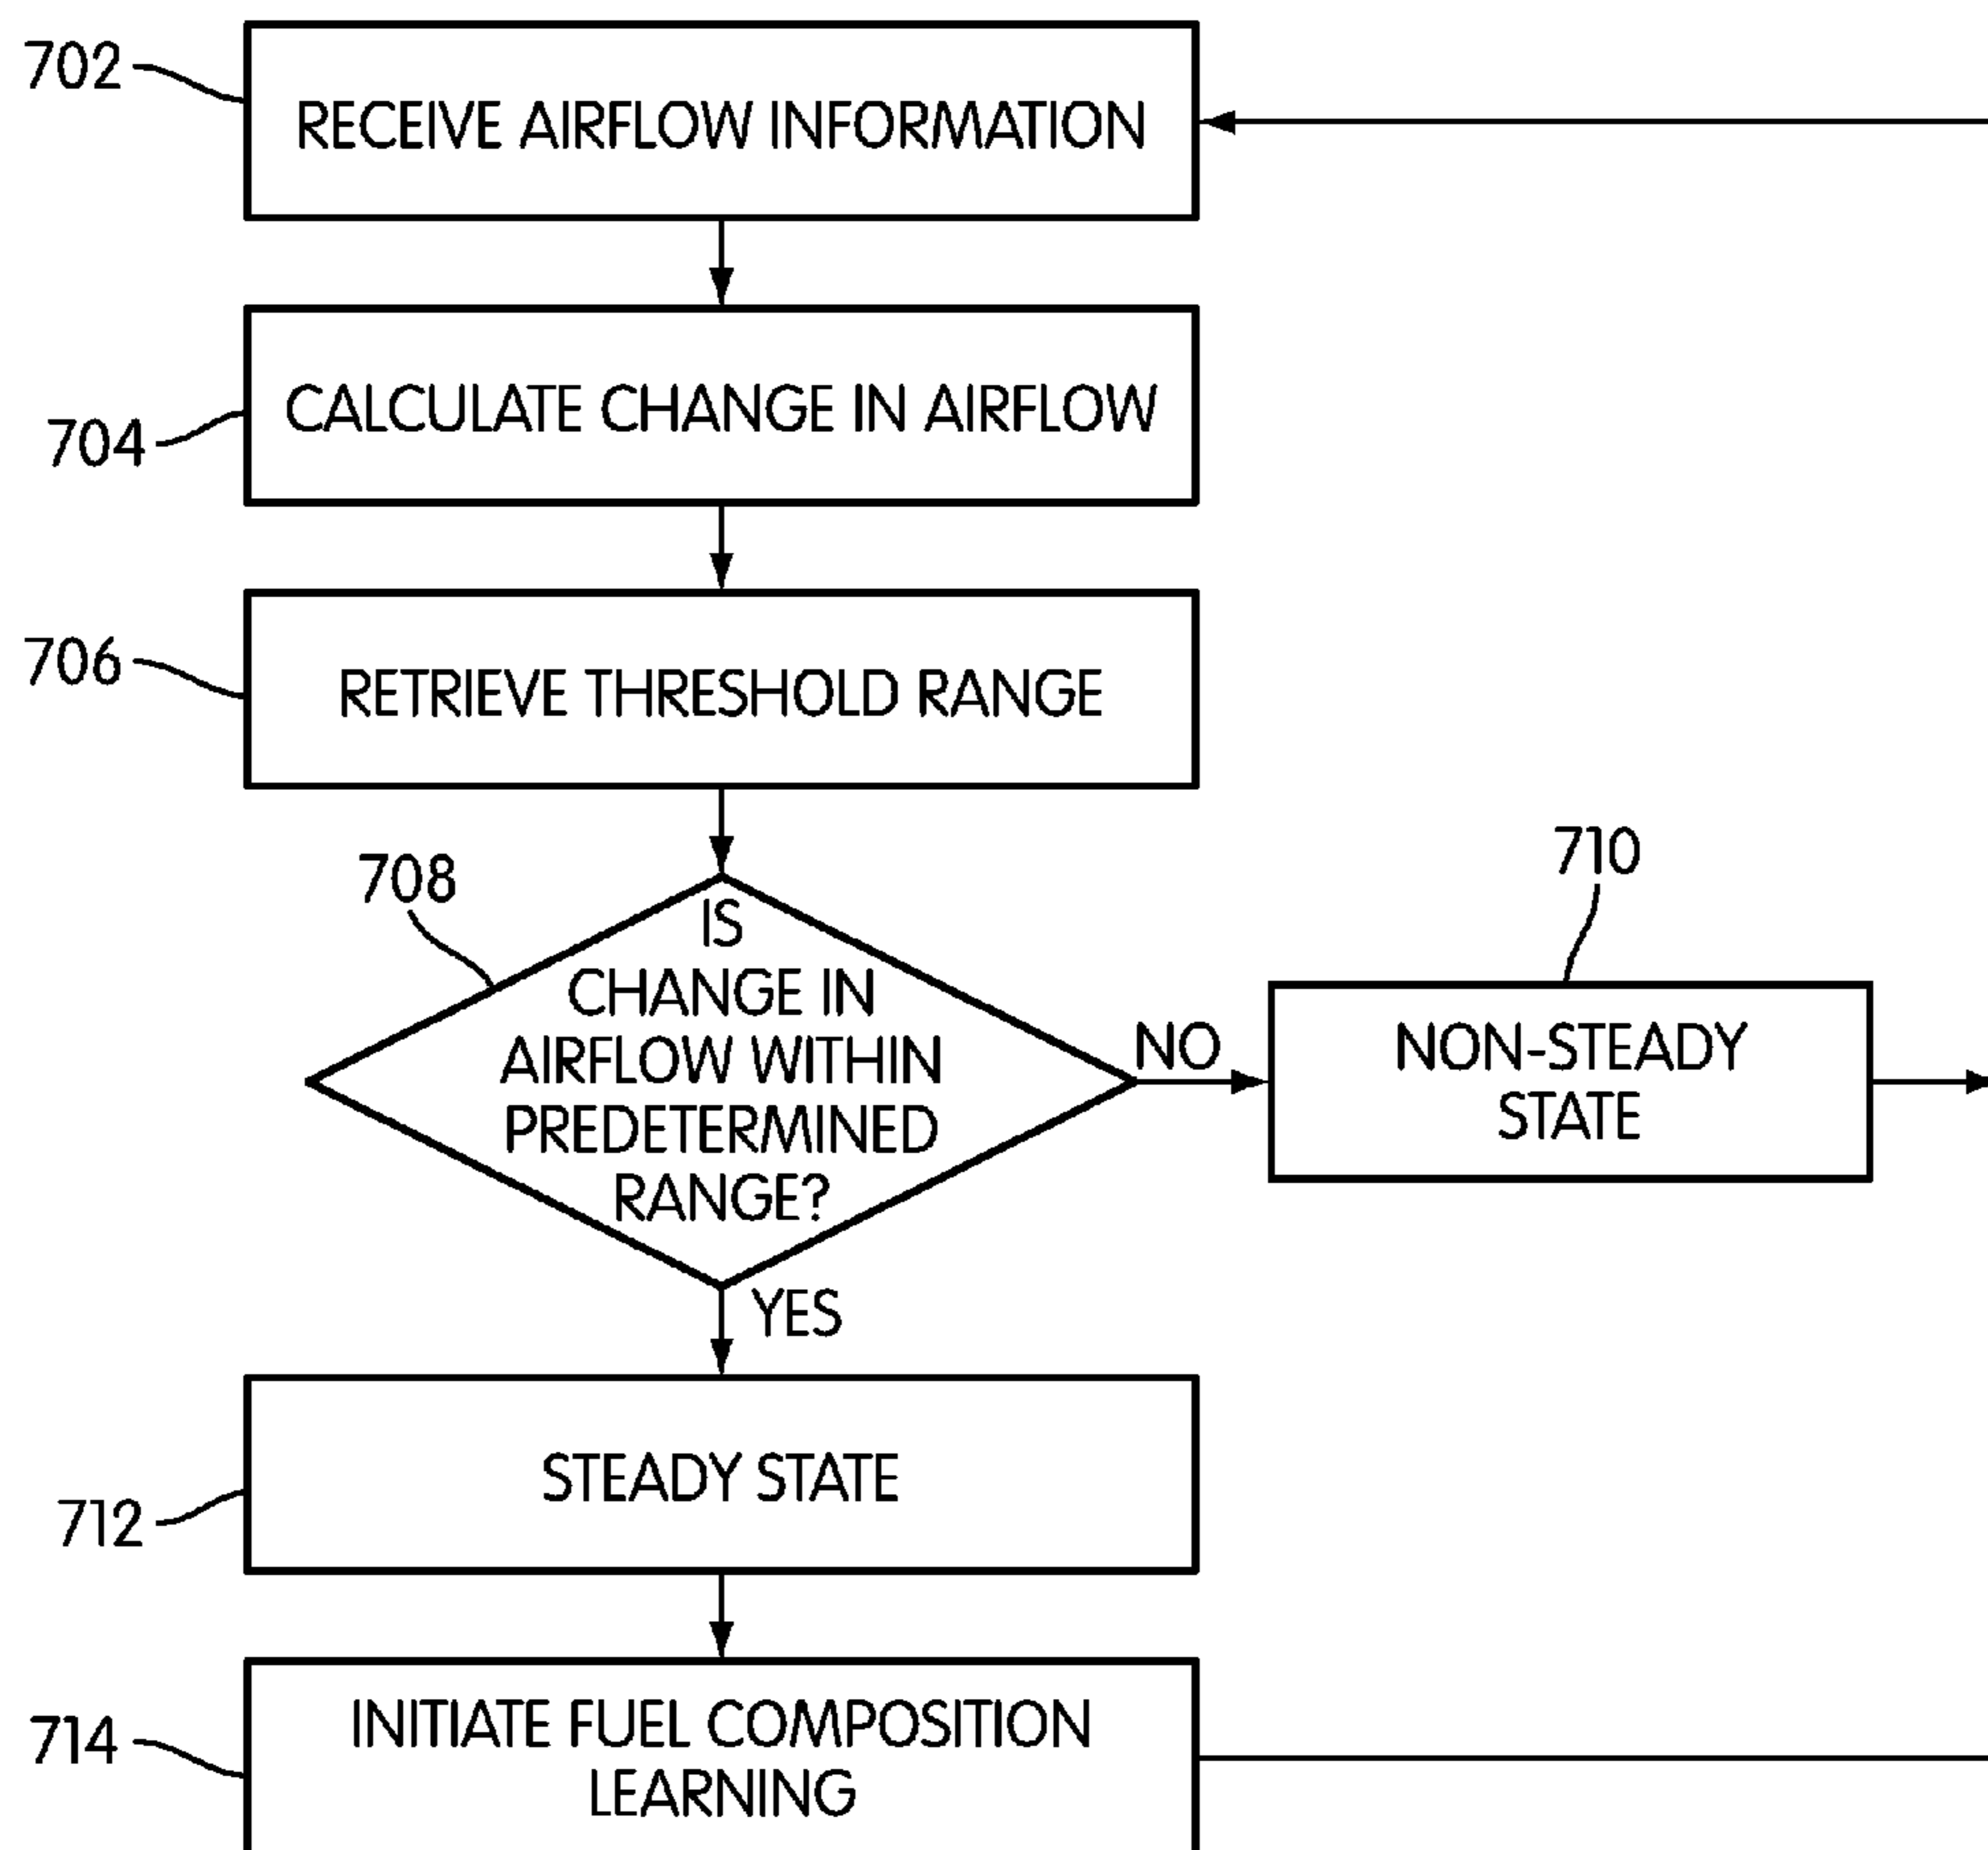 702
RECEIVE AIRFLOW INFORMATION
704
CALCULATE CHANGE IN AIRFLOW
706
RETRIEVE THRESHOLD RANGE
708
IS
CHANGE IN
AIRFLOW WITHIN
PREDETERMINED
RANGE?
NO
710
NON-STEADY
STATE
YES
712
STEADY STATE
714
INITIATE FUEL COMPOSITION
LEARNING